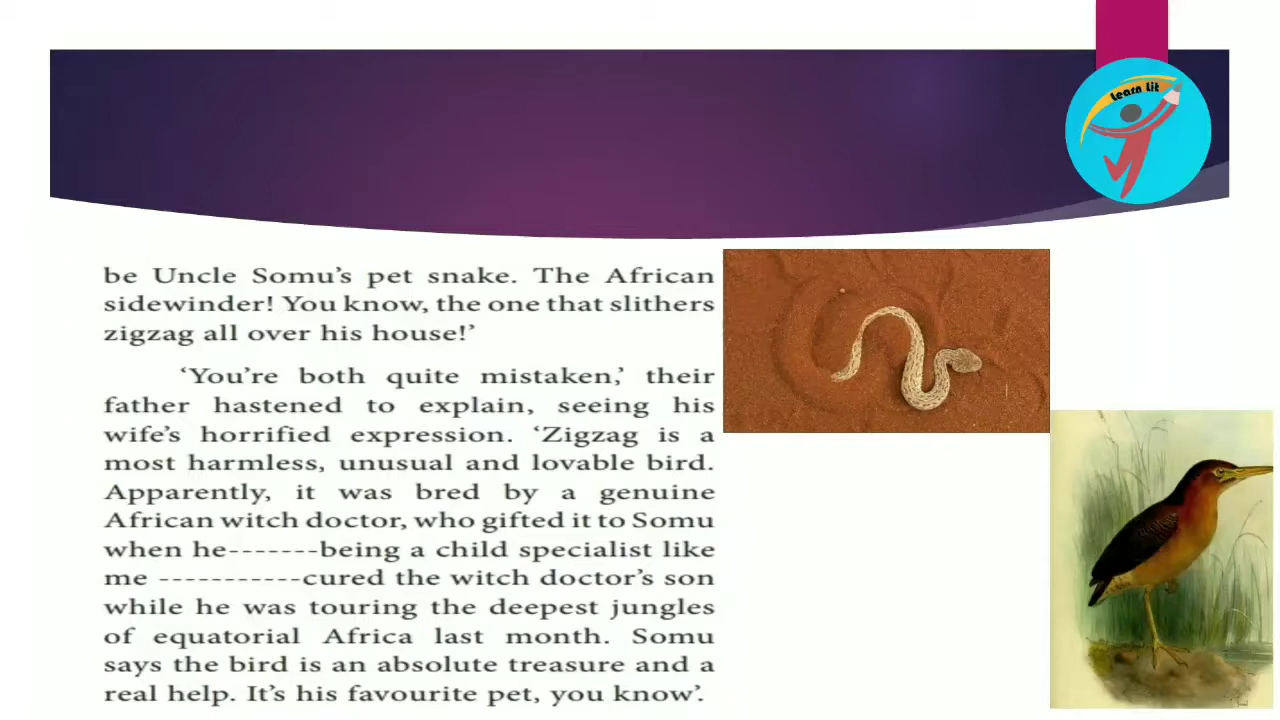 Learn Lit
be Uncle Somu's pet snake. The African
sidewinder! You know, the one that slithers
zigzag all over his house!'
'You're both quite mistaken,' their
father hastened to explain, seeing his
wife's horrified expression. 'Zigzag is a
most harmless, unusual and lovable bird.
Apparently, it was bred by a genuine
African witch doctor, who gifted it to Somu
when he-------being a child specialist like
me -----------cured the witch doctor's son
while he was touring the deepest jungles
of equatorial Africa last month. Somu
says the bird is an absolute treasure and a
real help. It's his favourite pet, you know'.